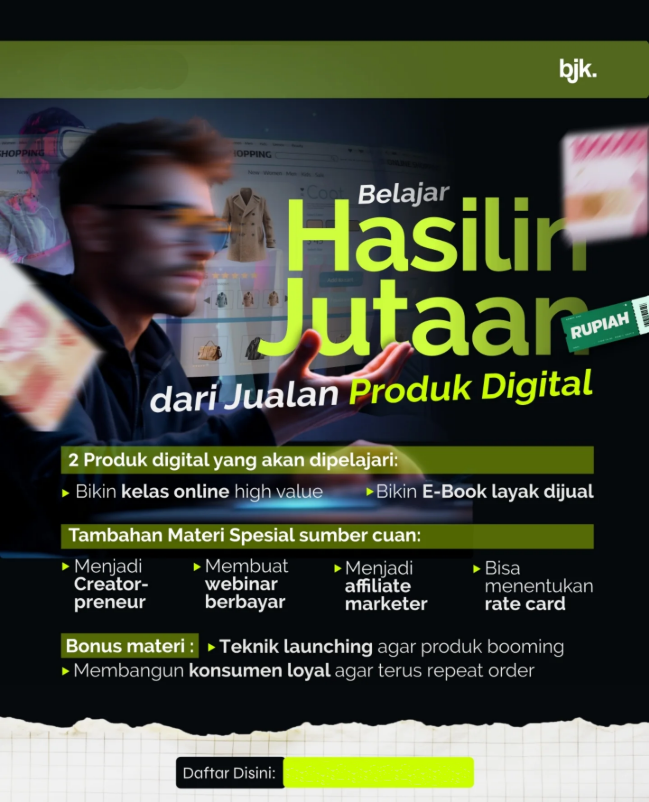 bjk.
SHOPPING
OPPING
Belajar
Hasilin
Jutaan
RUPIAH
dari Jualan Produk Digital
2 Produk digital yang akan dipelajari:
▸ Bikin kelas online high value ▸Bikin E-Book layak dijual
Tambahan Materi Spesial sumber cuan:
▸ Menjadi Creator-preneur
▸ Membuat webinar berbayar
▸ Menjadi affiliate marketer
▸ Bisa menentukan rate card
Bonus materi : ▸ Teknik launching agar produk booming
▸ Membangun konsumen loyal agar terus repeat order
Daftar Disini: